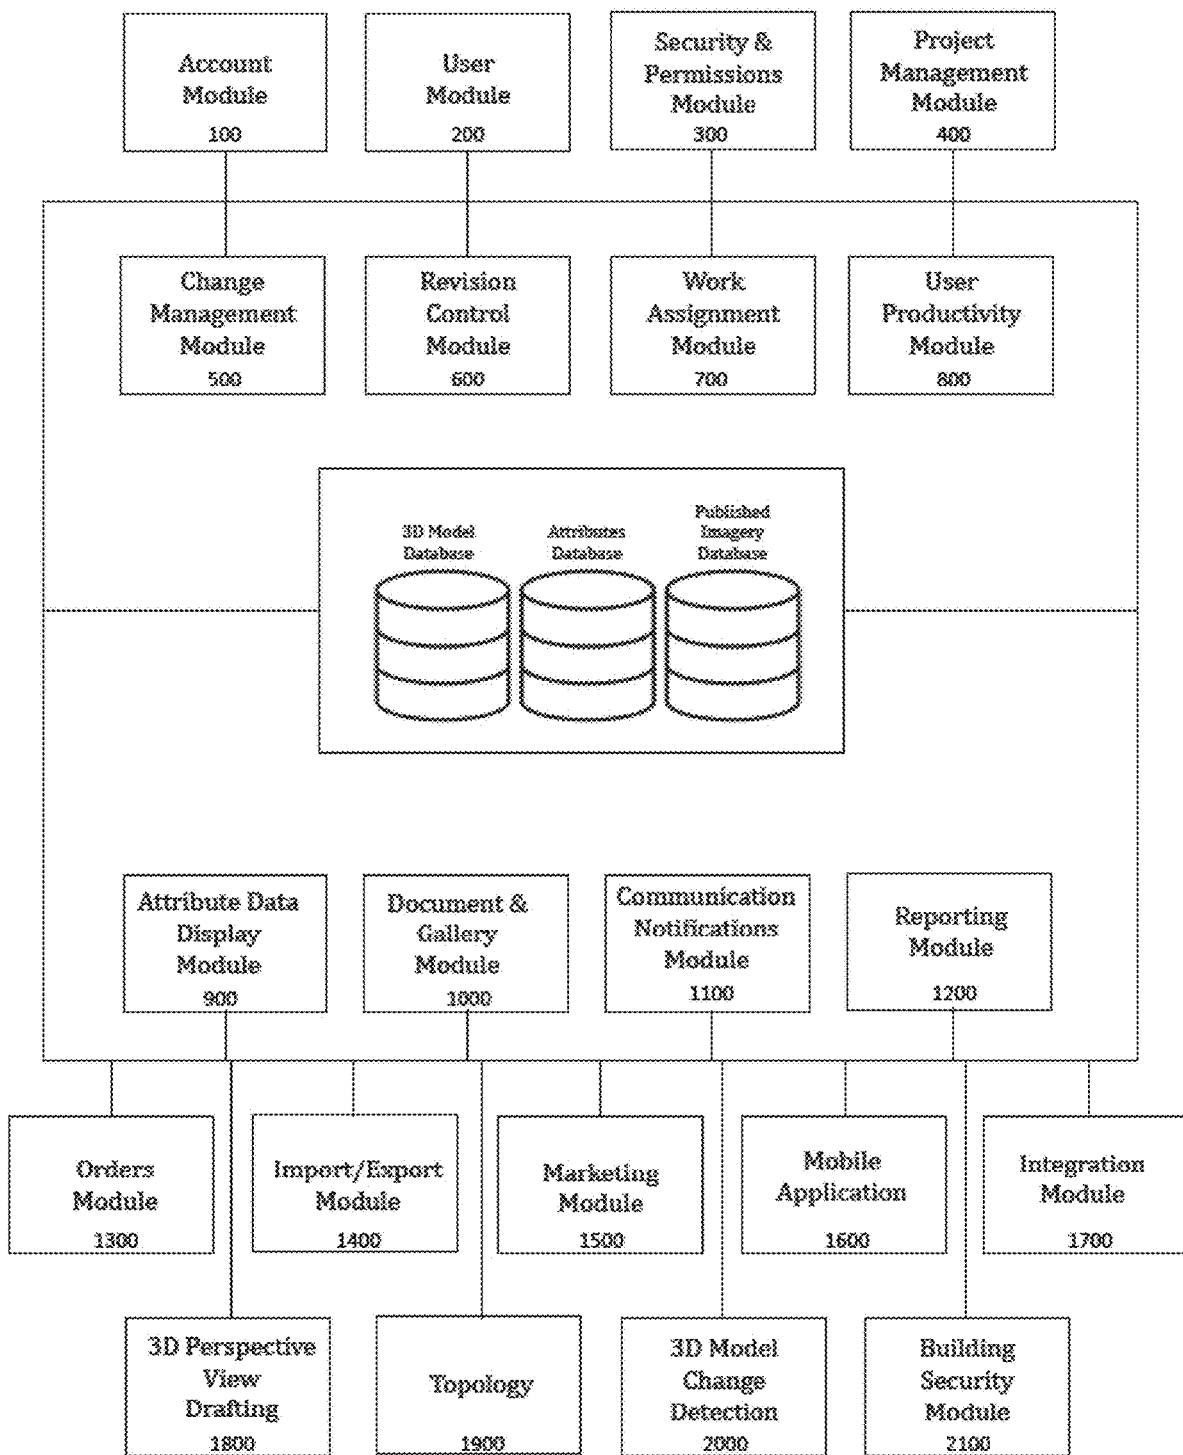 Account
Module
100
User
Module
200
Security &
Permissions
Module
300
Project
Management
Module
400
Change
Management
Module
500
Revision
Control
Module
600
Work
Assignment
Module
700
User
Productivity
Module
800
3D Model
Database
Attributes
Database
Published
Imagery
Database
Attribute Data
Display
Module
900
Document &
Gallery
Module
1000
Communication
Notifications
Module
1100
Reporting
Module
1200
Orders
Module
1300
Import/Export
Module
1400
Marketing
Module
1500
Mobile
Application
1600
Integration
Module
1700
3D Perspective
View
Drafting
1800
Topology
1900
3D Model
Change
Detection
2000
Building
Security
Module
2100